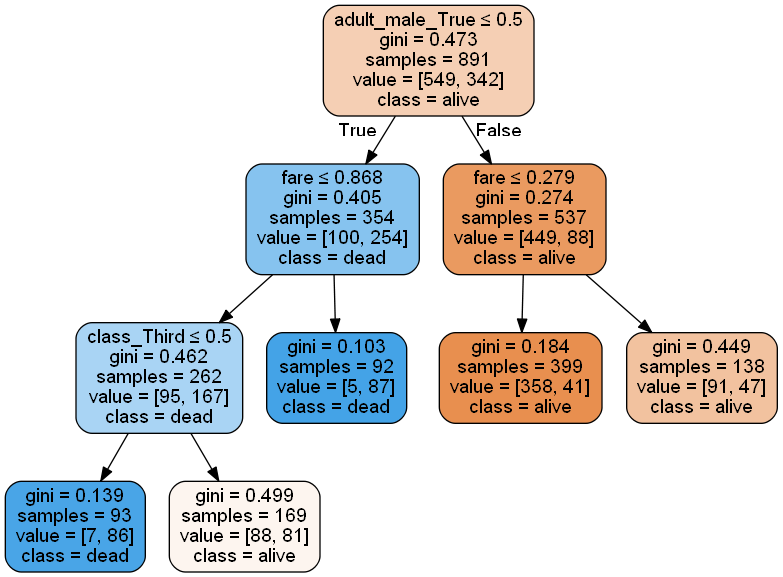 adult_male_True ≤ 0.5
gini = 0.473
samples = 891
value = [549, 342]
class = alive
True
False
fare ≤ 0.868
gini = 0.405
samples = 354
value = [100, 254]
class = dead
fare ≤ 0.279
gini = 0.274
samples = 537
value = [449, 88]
class = alive
class_Third ≤ 0.5
gini = 0.462
samples = 262
value = [95, 167]
class = dead
gini = 0.103
samples = 92
value = [5, 87]
class = dead
gini = 0.184
samples = 399
value = [358, 41]
class = alive
gini = 0.449
samples = 138
value = [91, 47]
class = alive
gini = 0.139
samples = 93
value = [7, 86]
class = dead
gini = 0.499
samples = 169
value = [88, 81]
class = alive